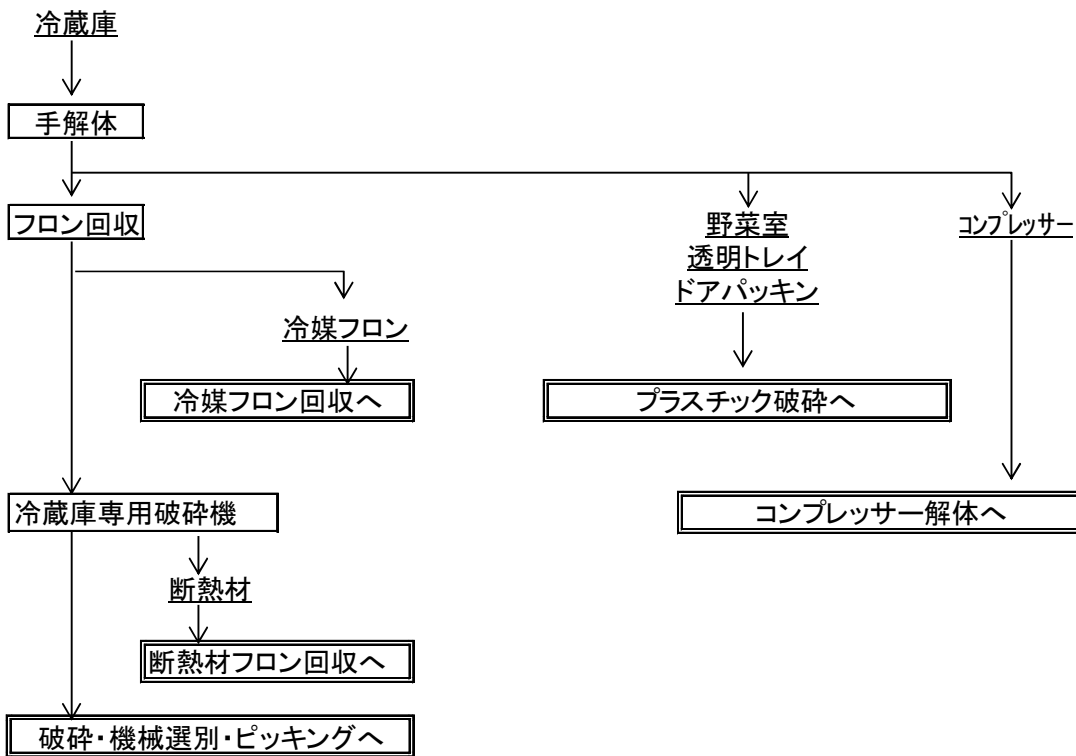 冷蔵庫
手解体
フロン回収
野菜室
透明トレイ
ドアパッキン
コンプレッサー
冷媒フロン
冷媒フロン回収へ
プラスチック破砕へ
冷蔵庫専用破砕機
コンプレッサー解体へ
断熱材
断熱材フロン回収へ
破砕・機械選別・ピッキングへ